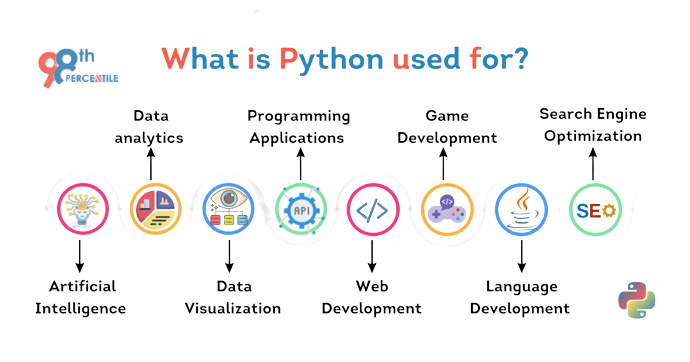 98th
PERCENTILE
What is Python used for?
Data
analytics
Programming
Applications
Game
Development
Search Engine
Optimization
API
</>
</>
SEO
Artificial
Intelligence
Data
Visualization
Web
Development
Language
Development